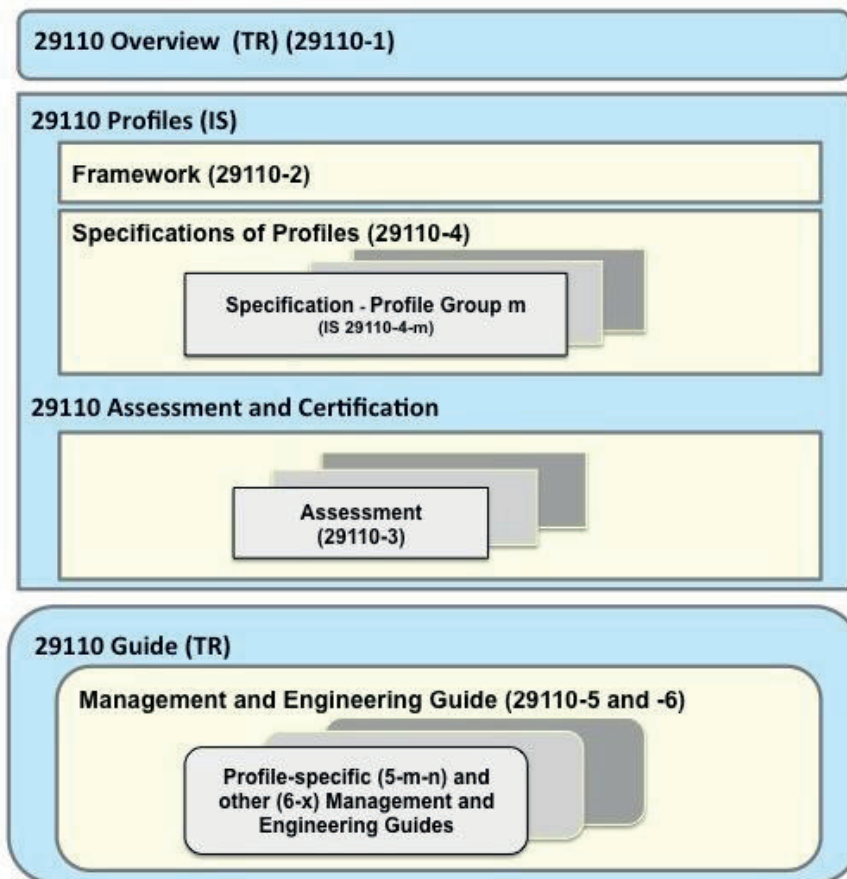 29110 Overview (TR) (29110-1)
29110 Profiles (IS)
Framework (29110-2)
Specifications of Profiles (29110-4)
Specification - Profile Group m
(IS 29110-4-m)
29110 Assessment and Certification
Assessment
(29110-3)
29110 Guide (TR)
Management and Engineering Guide (29110-5 and -6)
Profile-specific (5-m-n) and
other (6-x) Management and
Engineering Guides